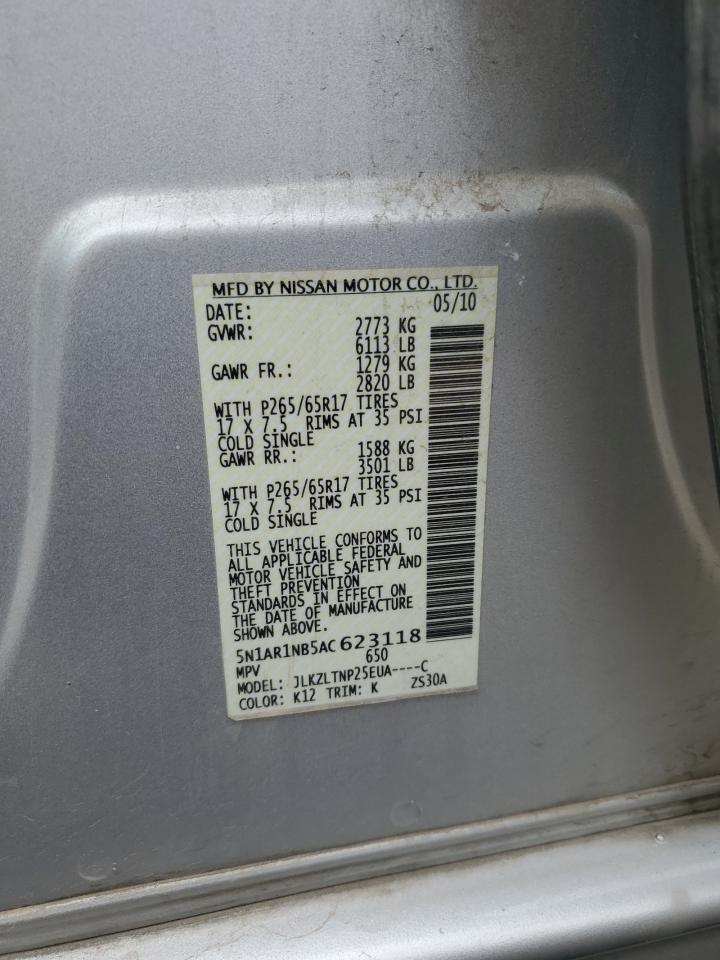 MFD BY NISSAN MOTOR CO., LTD.
DATE: 05/10
GVWR: 2773 KG
6113 LB
GAWR FR.: 1279 KG
2820 LB
WITH P265/65R17 TIRES
17 X 7.5 RIMS AT 35 PSI
COLD SINGLE
GAWR RR.: 1588 KG
3501 LB
WITH P265/65R17 TIRES
17 X 7.5 RIMS AT 35 PSI
COLD SINGLE
THIS VEHICLE CONFORMS TO
ALL APPLICABLE FEDERAL
MOTOR VEHICLE SAFETY AND
THEFT PREVENTION
STANDARDS IN EFFECT ON
THE DATE OF MANUFACTURE
SHOWN ABOVE.
5N1AR1NB5AC 623118
MPV 650
MODEL: JLKZLTNP25EUA----C
COLOR: K12 TRIM: K ZS30A